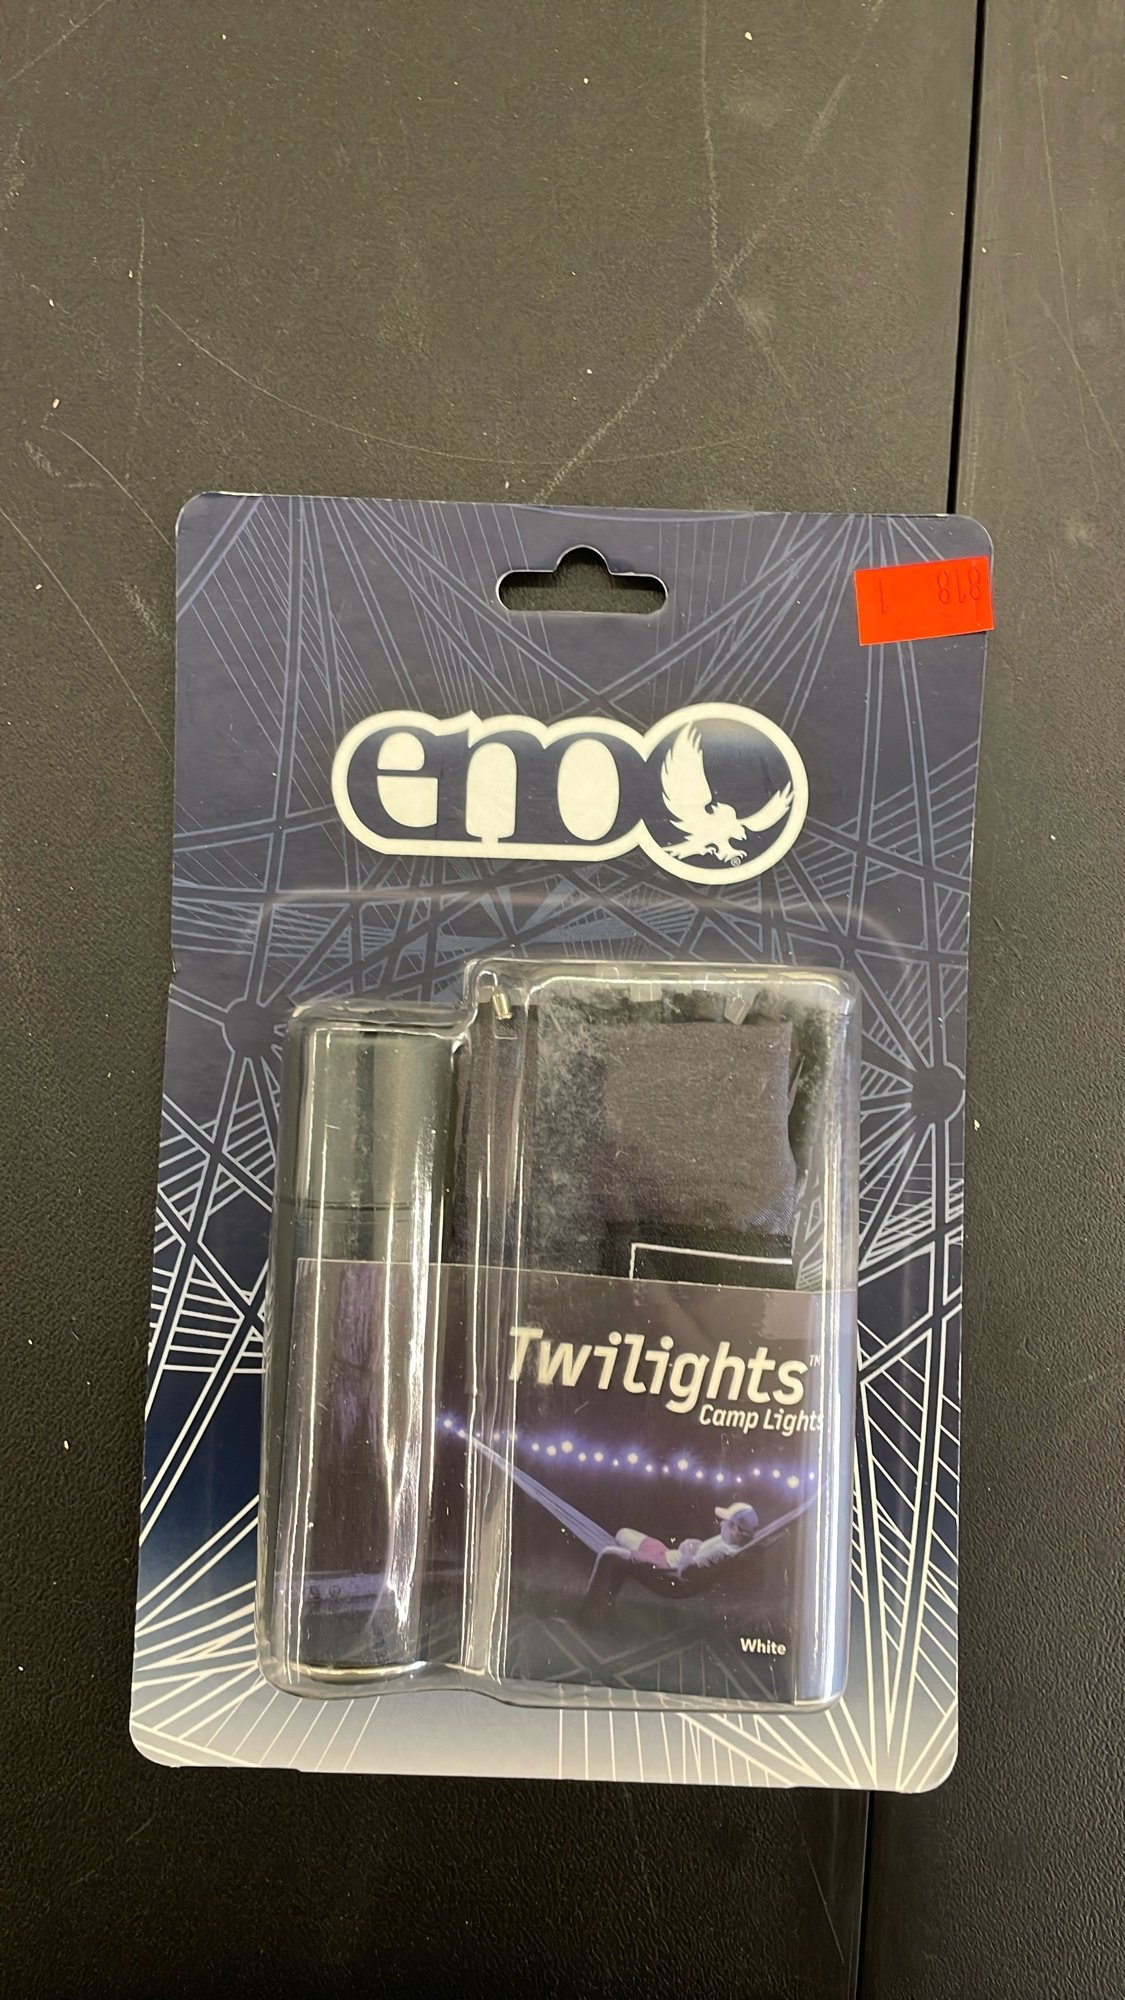 818 1
eno
Twilights™
Camp Lights
White